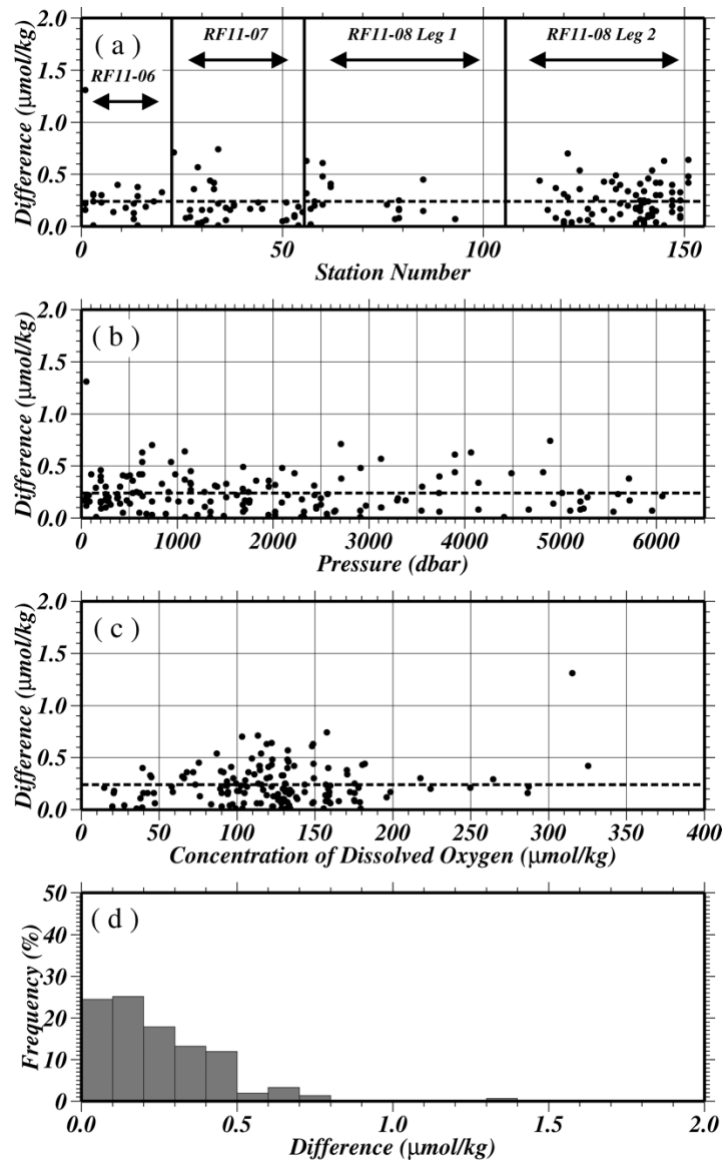 ( a )
RF11-06
RF11-07
RF11-08 Leg 1
RF11-08 Leg 2
Difference (μmol/kg)
0.0
0.5
1.0
1.5
2.0
0
50
100
150
Station Number
( b )
Difference (μmol/kg)
0.0
0.5
1.0
1.5
2.0
0
1000
2000
3000
4000
5000
6000
Pressure (dbar)
( c )
Difference (μmol/kg)
0.0
0.5
1.0
1.5
2.0
0
50
100
150
200
250
300
350
400
Concentration of Dissolved Oxygen (μmol/kg)
( d )
Frequency (%)
0
10
20
30
40
50
0.0
0.5
1.0
2.0
Difference (μmol/kg)